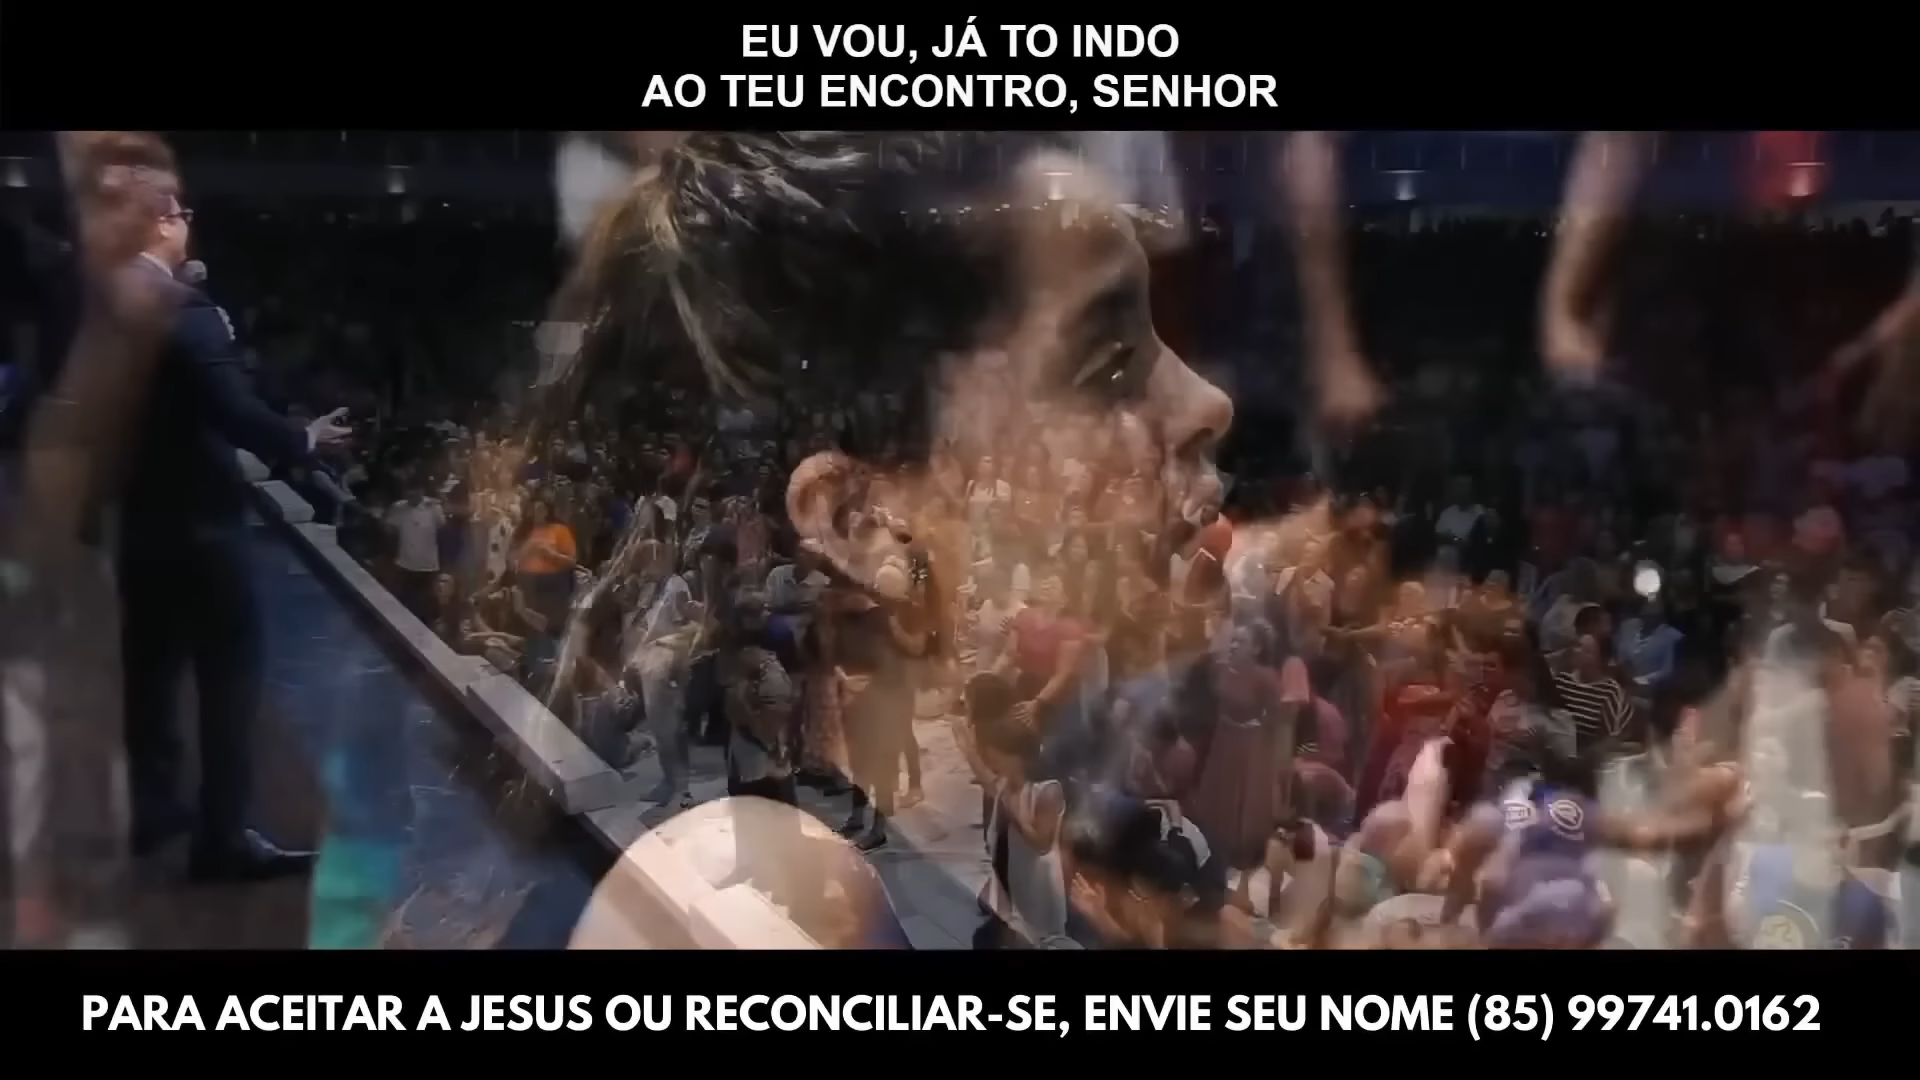 EU VOU, JÁ TO INDO
AO TEU ENCONTRO, SENHOR
PARA ACEITAR A JESUS OU RECONCILIAR-SE, ENVIE SEU NOME (85) 99741.0162